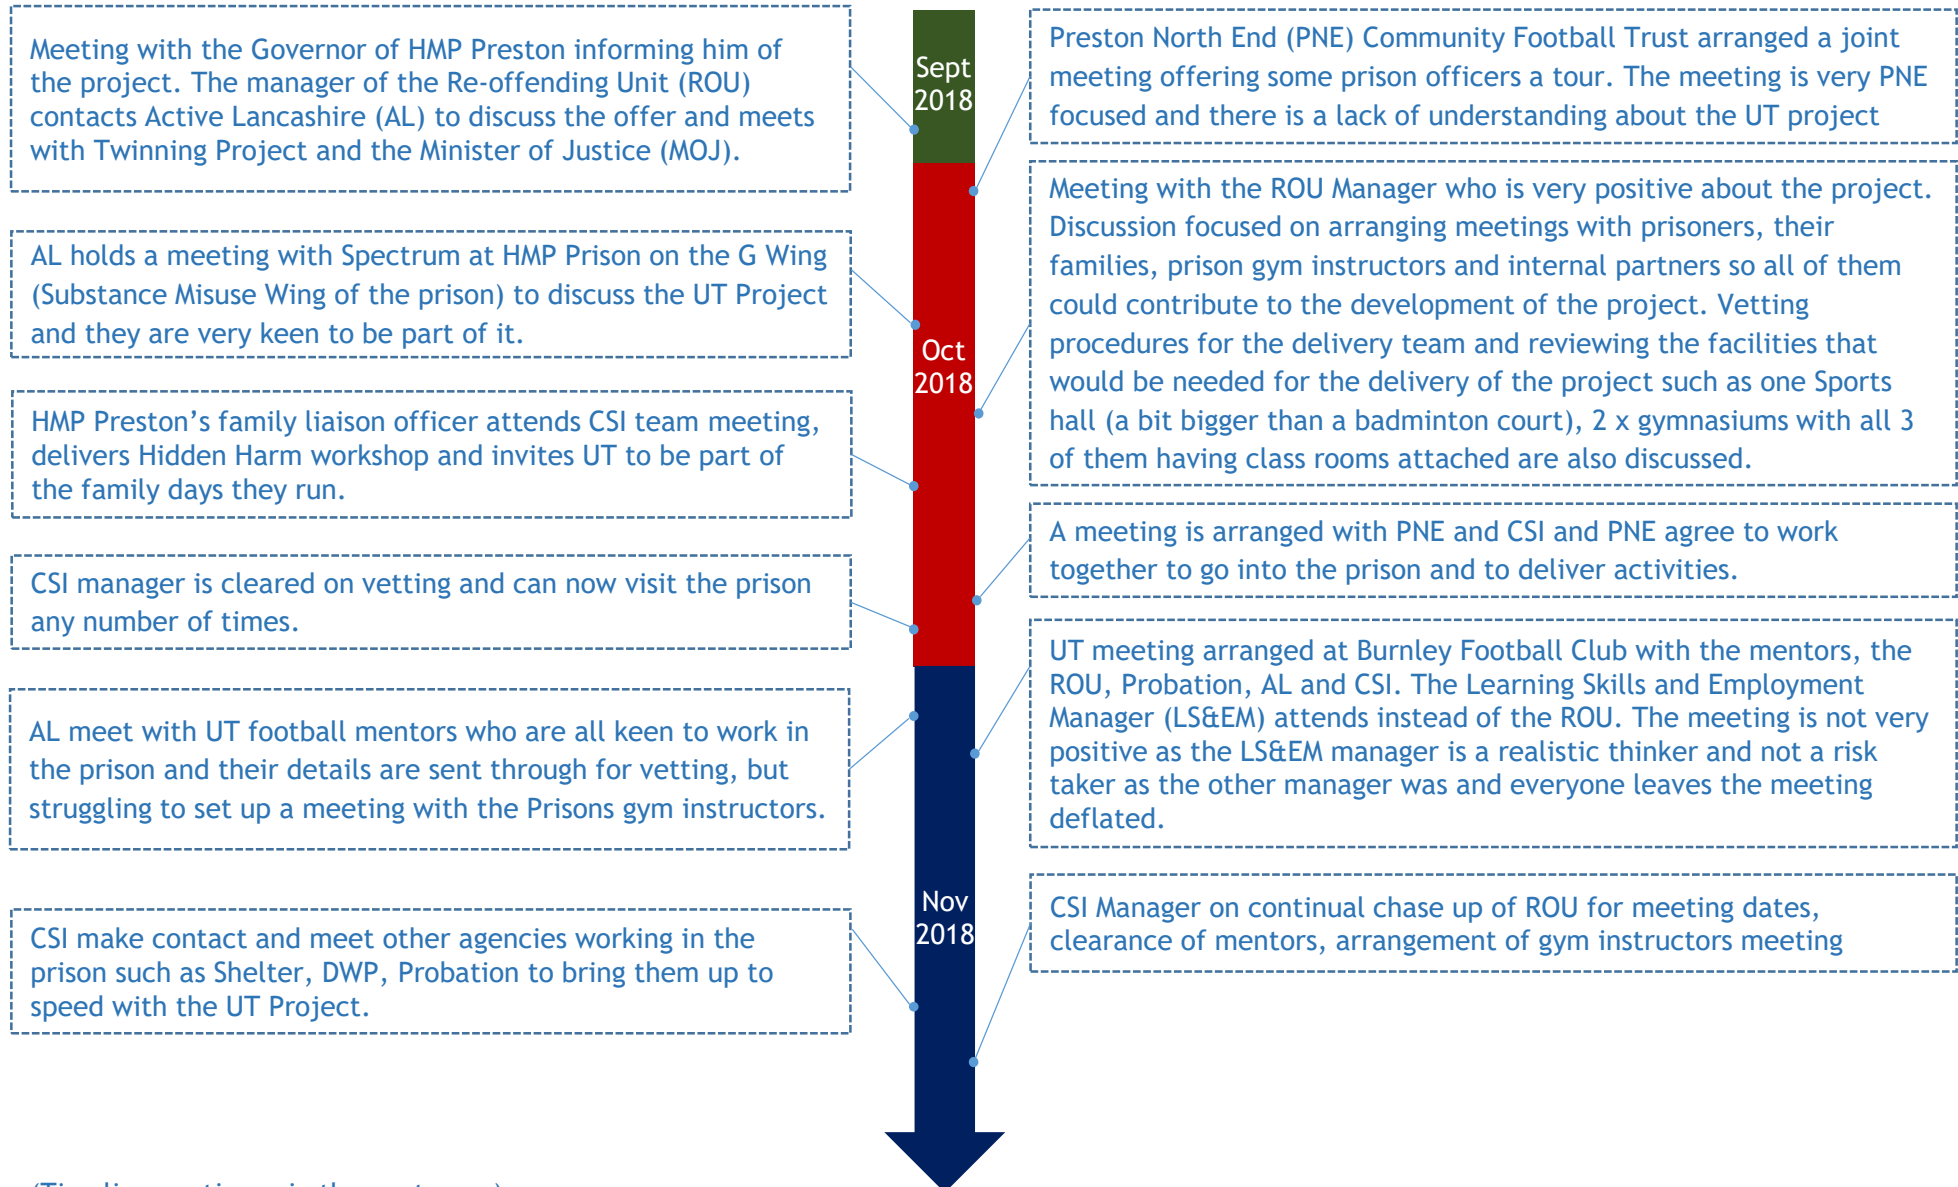 Meeting with the Governor of HMP Preston informing him of
the project. The manager of the Re-offending Unit (ROU)
contacts Active Lancashire (AL) to discuss the offer and meets
with Twinning Project and the Minister of Justice (MOJ).
Sept
2018
Preston North End (PNE) Community Football Trust arranged a joint
meeting offering some prison officers a tour. The meeting is very PNE
focused and there is a lack of understanding about the UT project
AL holds a meeting with Spectrum at HMP Prison on the G Wing
(Substance Misuse Wing of the prison) to discuss the UT Project
and they are very keen to be part of it.
Meeting with the ROU Manager who is very positive about the project.
Discussion focused on arranging meetings with prisoners, their
families, prison gym instructors and internal partners so all of them
could contribute to the development of the project. Vetting
procedures for the delivery team and reviewing the facilities that
would be needed for the delivery of the project such as one Sports
hall (a bit bigger than a badminton court), 2 x gymnasiums with all 3
of them having class rooms attached are also discussed.
Oct
2018
HMP Preston's family liaison officer attends CSI team meeting,
delivers Hidden Harm workshop and invites UT to be part of
the family days they run.
A meeting is arranged with PNE and CSI and PNE agree to work
together to go into the prison and to deliver activities.
CSI manager is cleared on vetting and can now visit the prison
any number of times.
UT meeting arranged at Burnley Football Club with the mentors, the
ROU, Probation, AL and CSI. The Learning Skills and Employment
Manager (LS&EM) attends instead of the ROU. The meeting is not very
positive as the LS&EM manager is a realistic thinker and not a risk
taker as the other manager was and everyone leaves the meeting
deflated.
AL meet with UT football mentors who are all keen to work in
the prison and their details are sent through for vetting, but
struggling to set up a meeting with the Prisons gym instructors.
Nov
2018
CSI Manager on continual chase up of ROU for meeting dates,
clearance of mentors, arrangement of gym instructors meeting
CSI make contact and meet other agencies working in the
prison such as Shelter, DWP, Probation to bring them up to
speed with the UT Project.